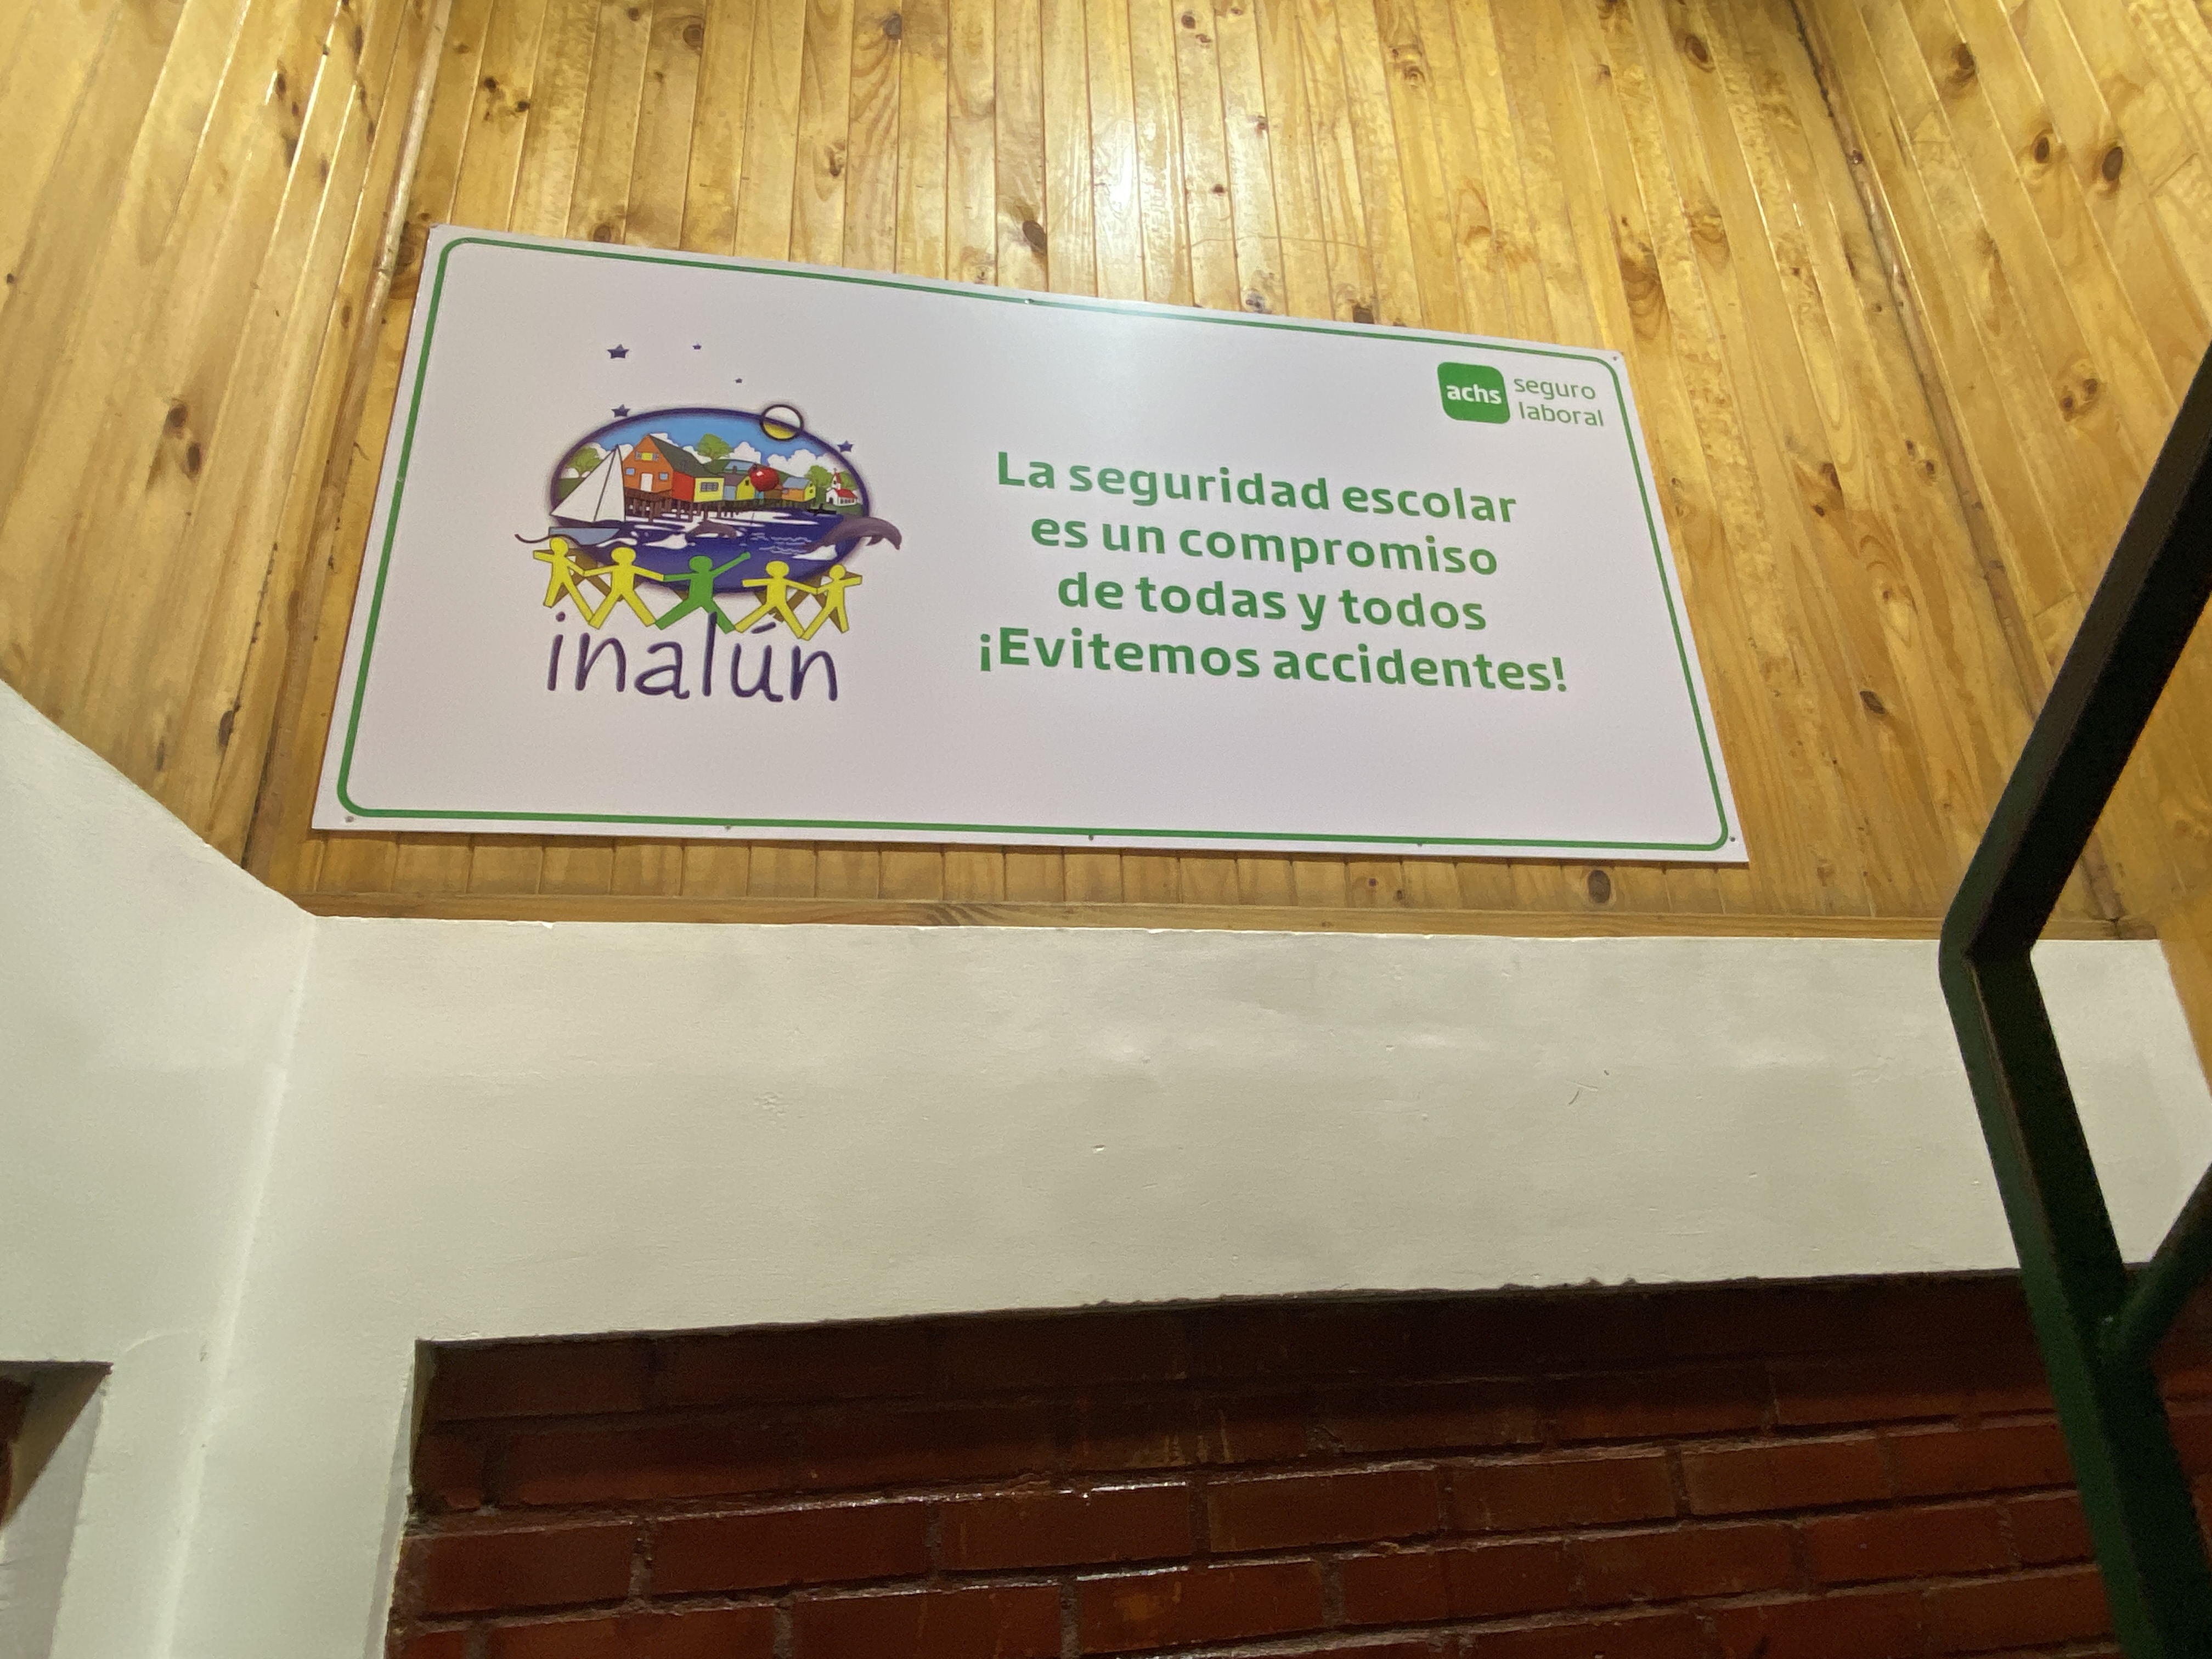 inalún
achs seguro
laboral
La seguridad escolar
es un compromiso
de todas y todos
¡Evitemos accidentes!